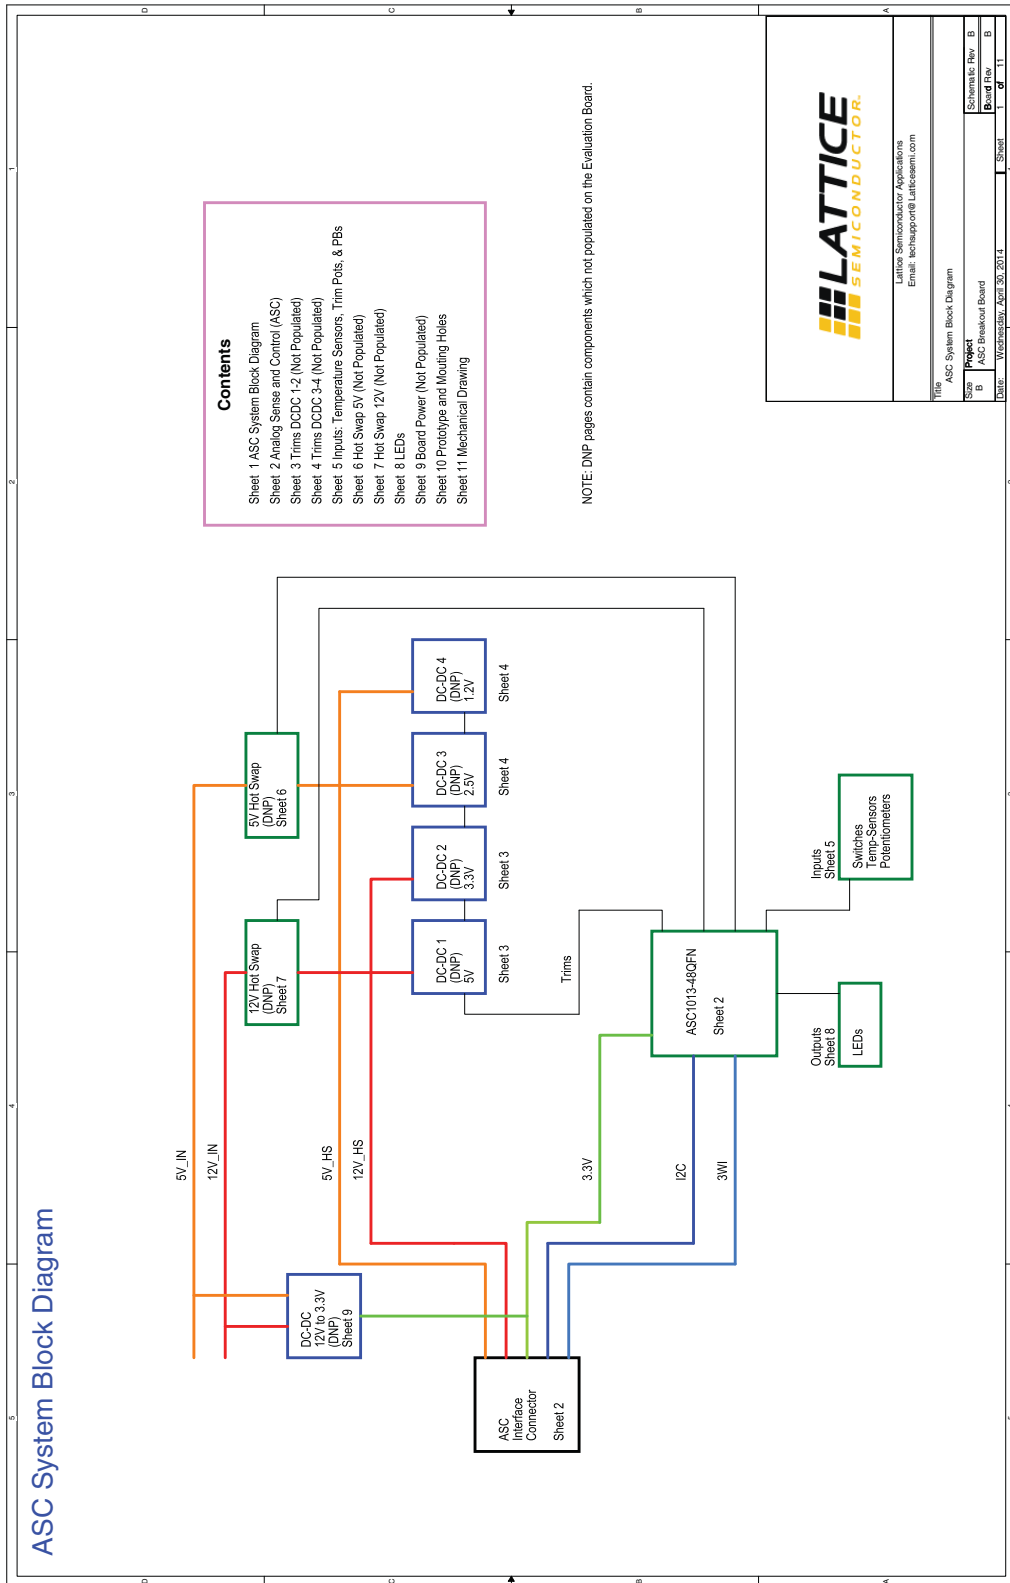 ASC System Block Diagram
5
4
3
2
1
D
C
B
A
5V_IN
12V_IN
5V_HS
12V_HS
3.3V
I2C
3WI
DC-DC
12V to 3.3V
(DNP)
Sheet 9
ASC
Interface
Connector
Sheet 2
12V Hot Swap
(DNP)
Sheet 7
5V Hot Swap
(DNP)
Sheet 6
DC-DC 1
(DNP)
5V
Sheet 3
DC-DC 2
(DNP)
3.3V
Sheet 3
DC-DC 3
(DNP)
2.5V
Sheet 4
DC-DC 4
(DNP)
1.2V
Sheet 4
Trims
ASC1013-48QFN
Sheet 2
Outputs
Sheet 8
LEDs
Inputs
Sheet 5
Switches
Temp-Sensors
Potentiometers
Contents
Sheet 1 ASC System Block Diagram
Sheet 2 Analog Sense and Control (ASC)
Sheet 3 Trims DCDC 1-2 (Not Populated)
Sheet 4 Trims DCDC 3-4 (Not Populated)
Sheet 5 Inputs: Temperature Sensors, Trim Pots, & PBs
Sheet 6 Hot Swap 5V (Not Populated)
Sheet 7 Hot Swap 12V (Not Populated)
Sheet 8 LEDs
Sheet 9 Board Power (Not Populated)
Sheet 10 Prototype and Mouting Holes
Sheet 11 Mechanical Drawing
NOTE: DNP pages contain components which not populated on the Evaluation Board.
LATTICE
SEMICONDUCTOR
Lattice Semiconductor Applications
Email: techsupport@Latticesemi.com
Title
ASC System Block Diagram
Size
B
Project
ASC Breakout Board
Schematic Rev B
Board Rev B
Date: Wednesday, April 30, 2014
Sheet 1 of 11